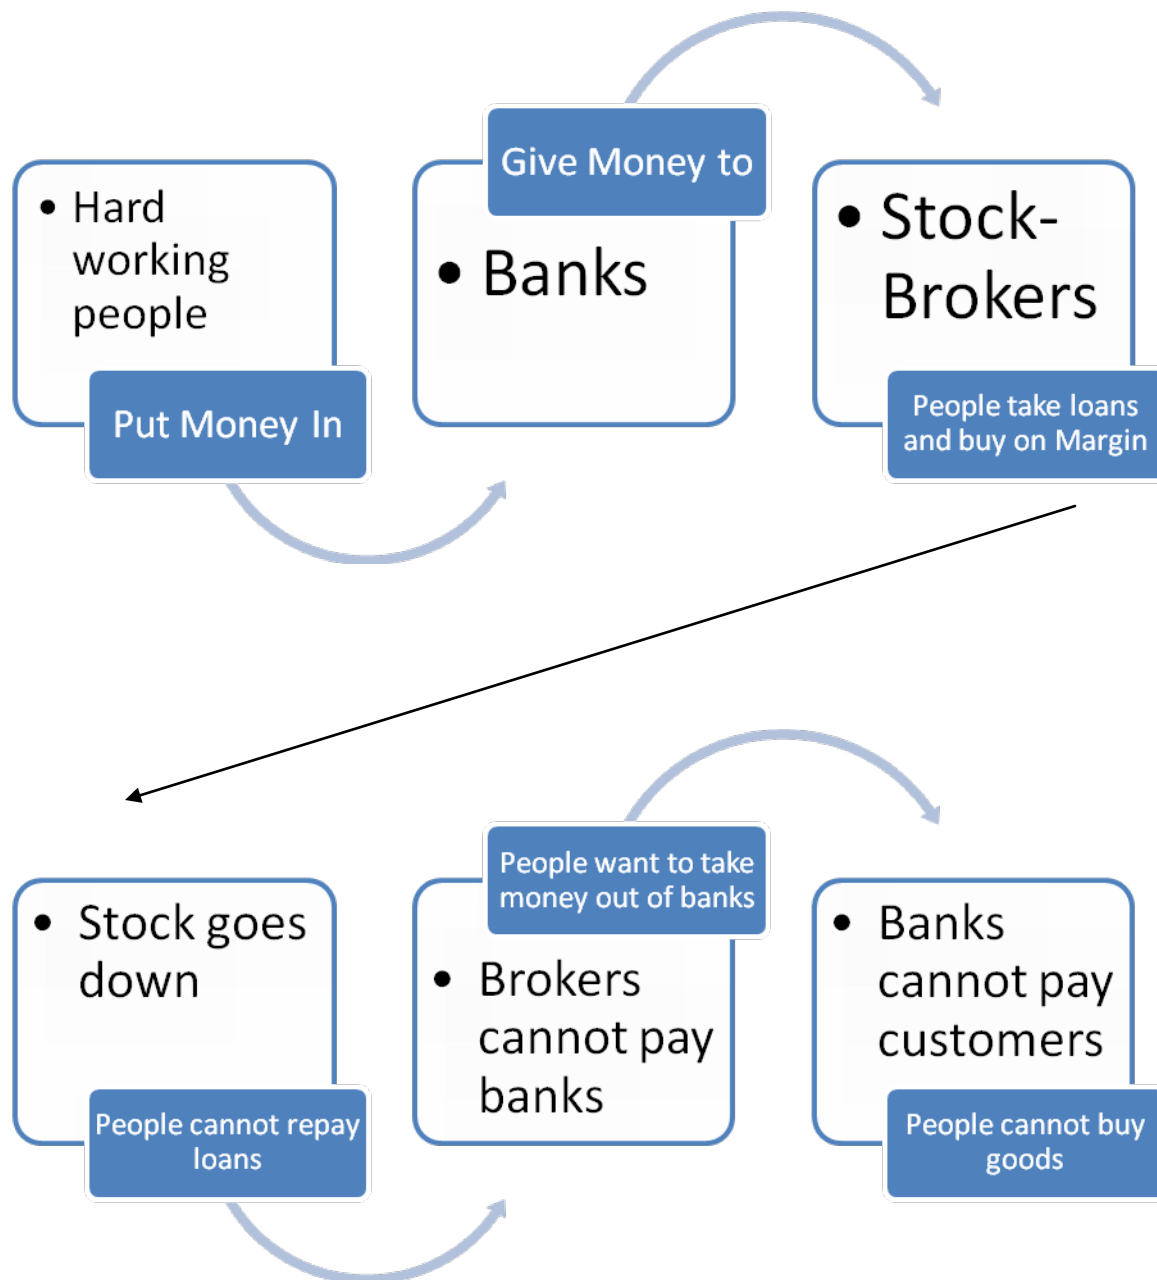 • Hard
working
people
Put Money In
Give Money to
• Banks
• Stock-
Brokers
People take loans
and buy on Margin
• Stock goes
down
People cannot repay
loans
People want to take
money out of banks
• Brokers
cannot pay
banks
• Banks
cannot pay
customers
People cannot buy
goods